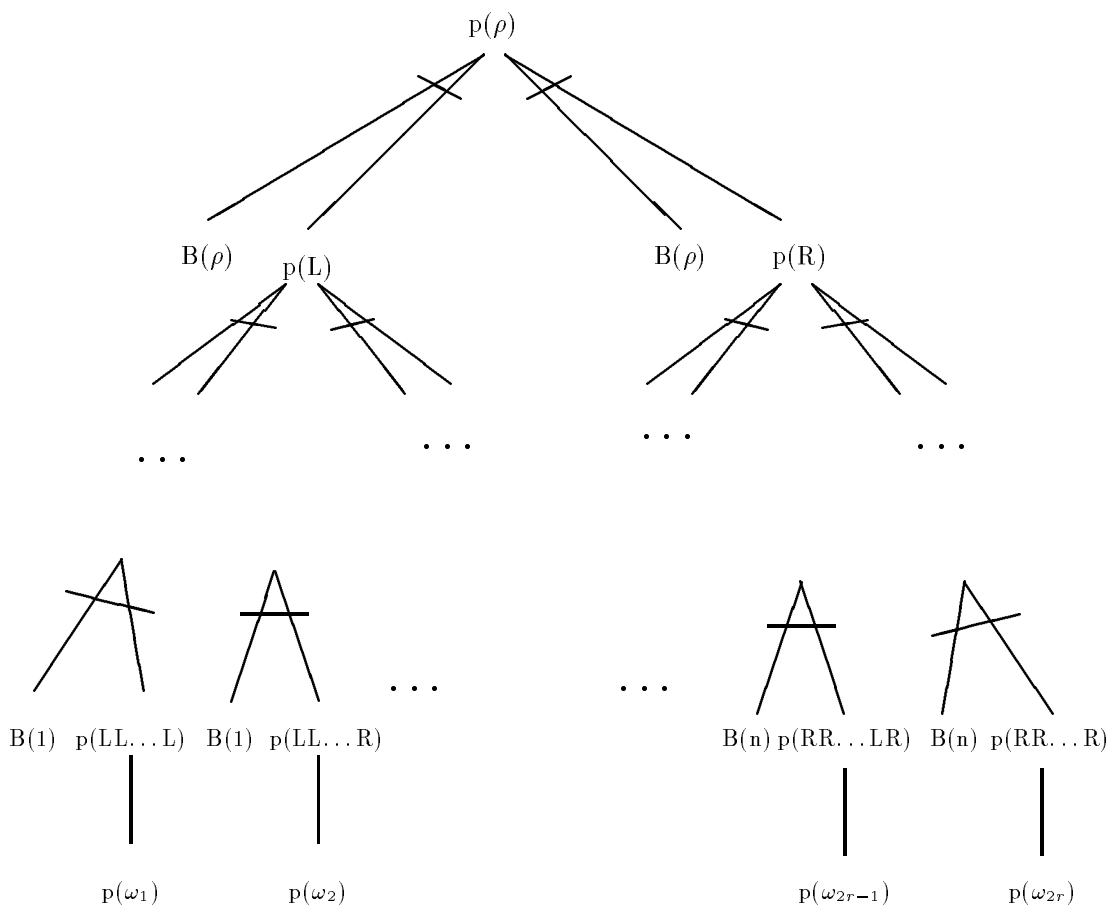 p(ρ)
B(ρ) p(L) B(ρ) p(R)
. . . . . . . . . . . .
. . . . . .
B(1) p(LL...L) B(1) p(LL...R) B(n) p(RR...LR) B(n) p(RR...R)
p(ω₁) p(ω₂) p(ω₂ᵣ₋₁) p(ω₂ᵣ)